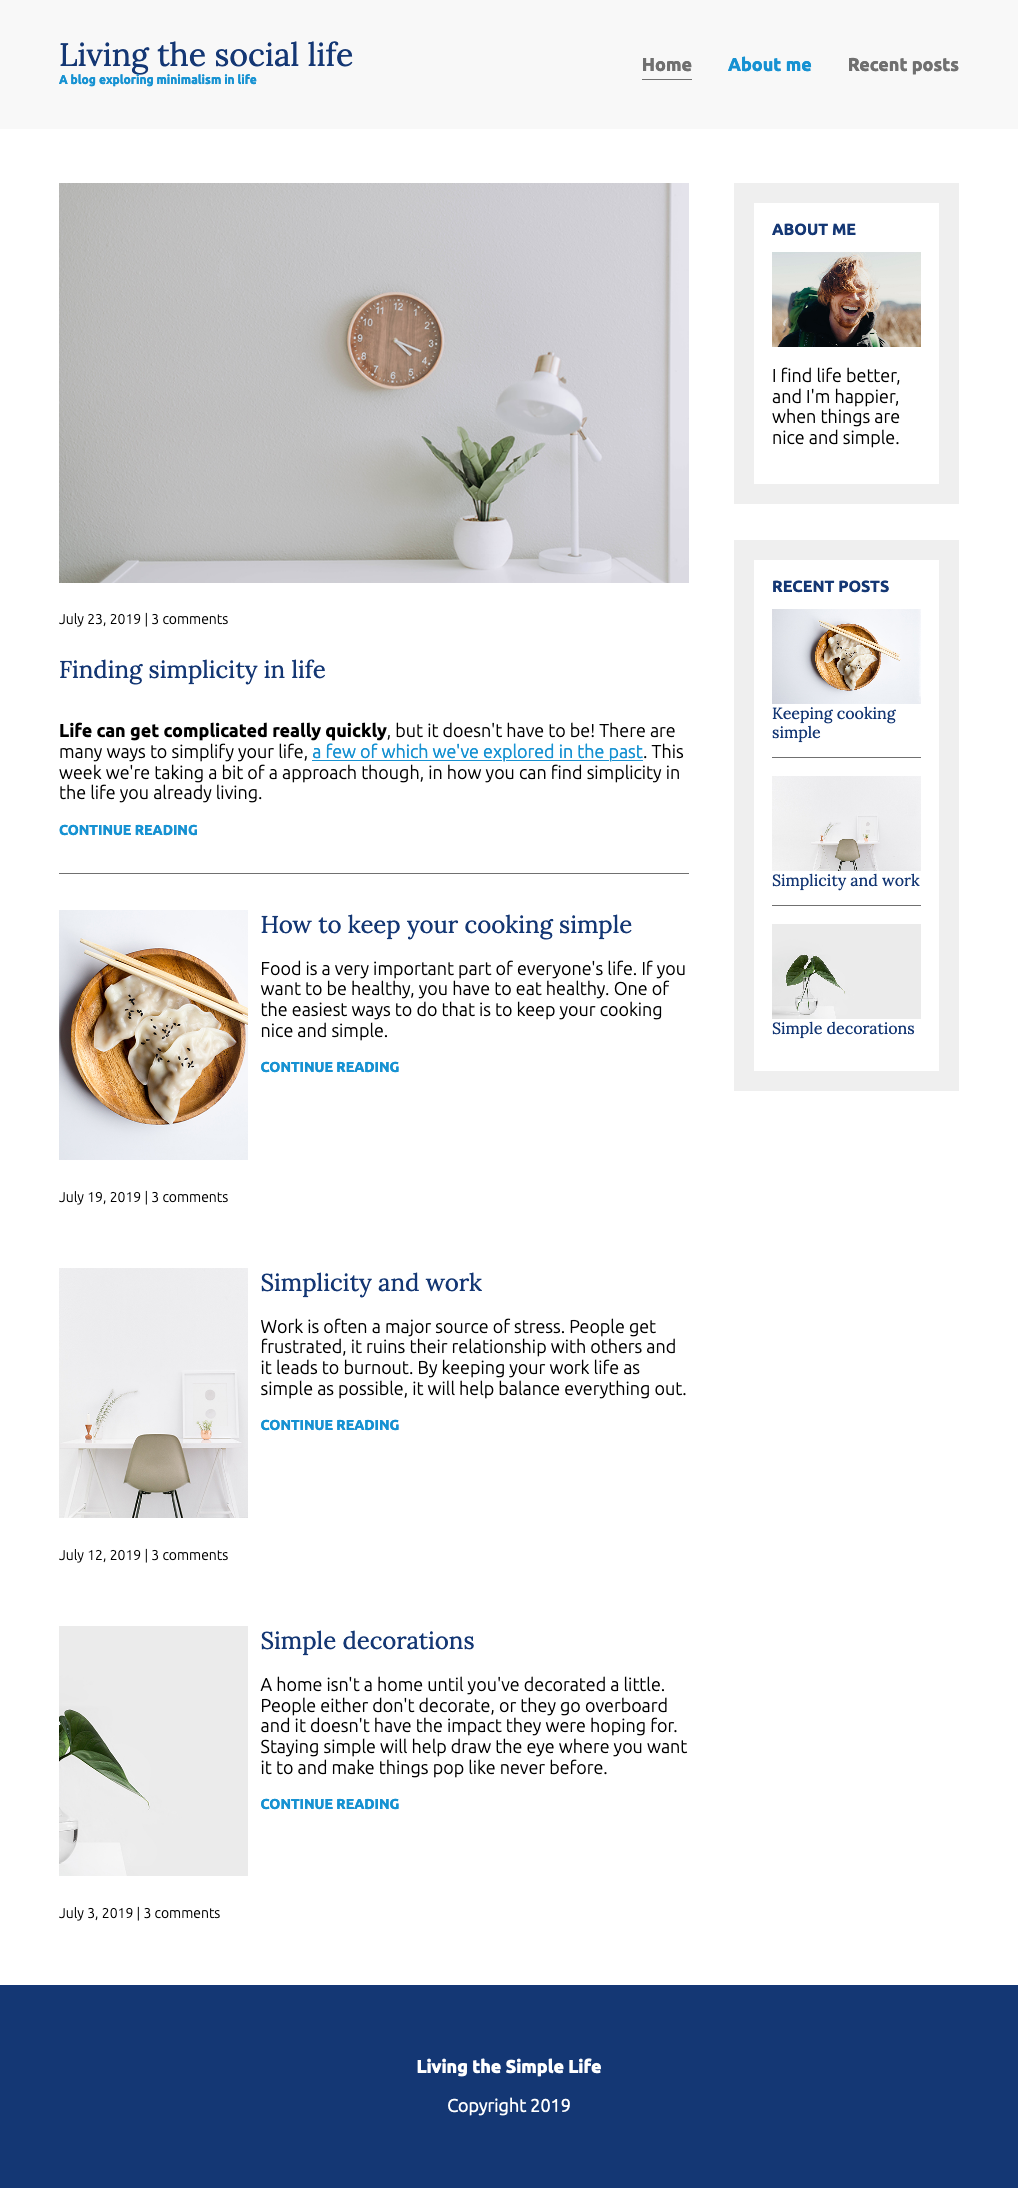 Living the social life
A blog exploring minimalism in life
Home
About me
Recent posts
12
1
2
3
4
5
6
7
8
9
10
11
July 23, 2019 | 3 comments
Finding simplicity in life
Life can get complicated really quickly, but it doesn't have to be! There are
many ways to simplify your life, a few of which we've explored in the past. This
week we're taking a bit of a approach though, in how you can find simplicity in
the life you already living.
CONTINUE READING
How to keep your cooking simple
Food is a very important part of everyone's life. If you
want to be healthy, you have to eat healthy. One of
the easiest ways to do that is to keep your cooking
nice and simple.
CONTINUE READING
July 19, 2019 | 3 comments
Simplicity and work
Work is often a major source of stress. People get
frustrated, it ruins their relationship with others and
it leads to burnout. By keeping your work life as
simple as possible, it will help balance everything out.
CONTINUE READING
July 12, 2019 | 3 comments
Simple decorations
A home isn't a home until you've decorated a little.
People either don't decorate, or they go overboard
and it doesn't have the impact they were hoping for.
Staying simple will help draw the eye where you want
it to and make things pop like never before.
CONTINUE READING
July 3, 2019 | 3 comments
ABOUT ME
I find life better,
and I'm happier,
when things are
nice and simple.
RECENT POSTS
Keeping cooking
simple
Simplicity and work
Simple decorations
Living the Simple Life
Copyright 2019